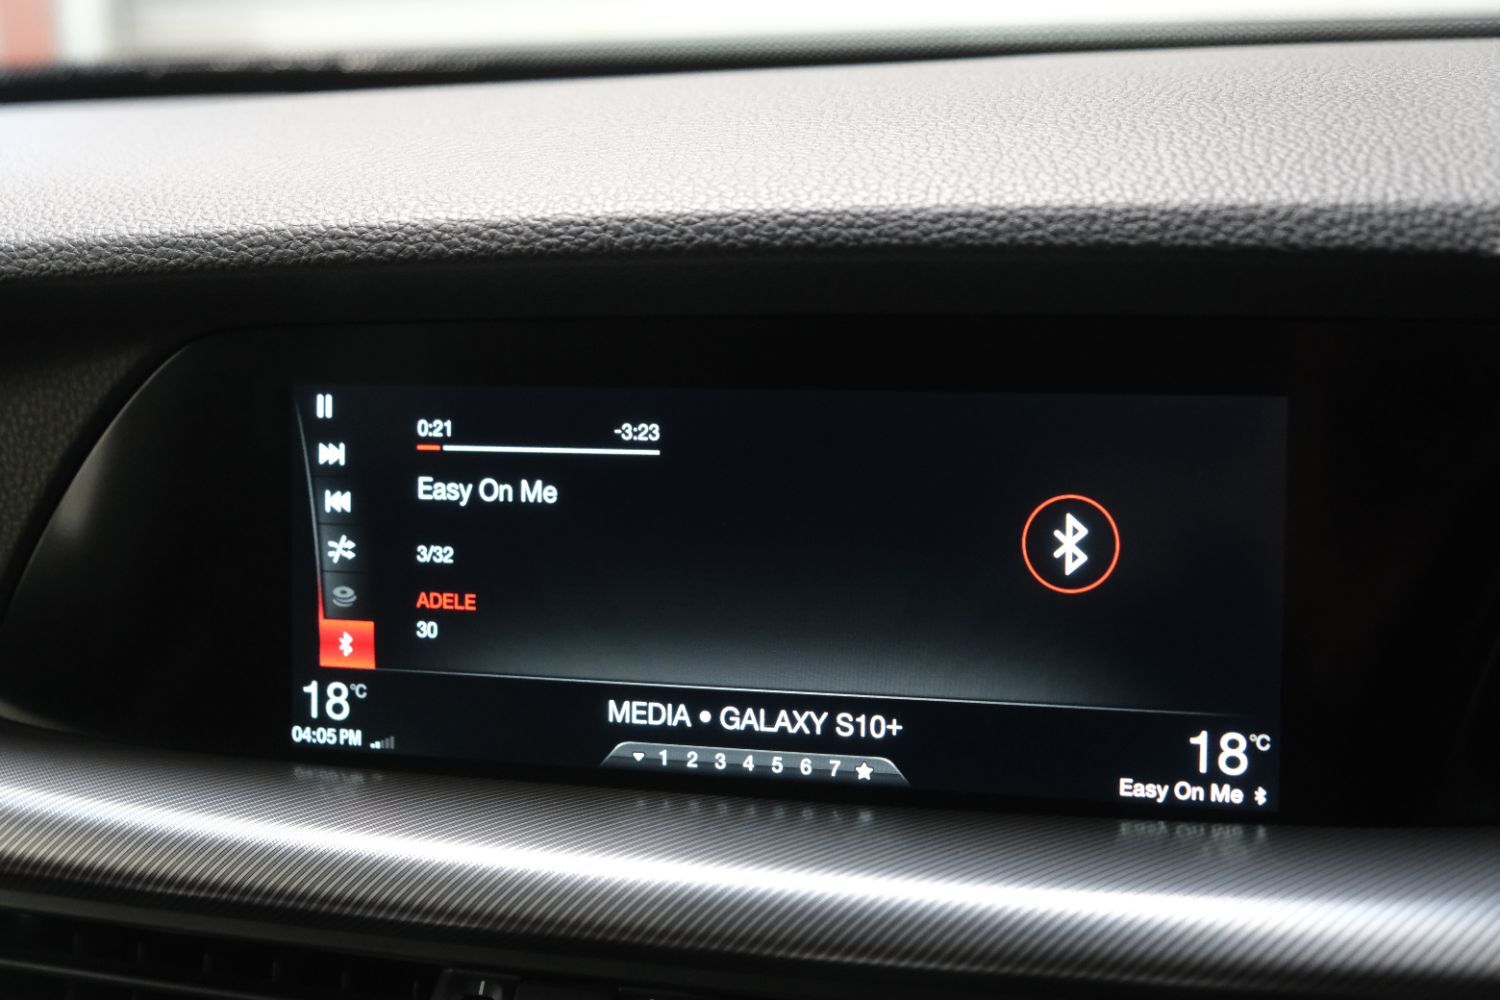 0:21 -3:23
Easy On Me
3/32
ADELE
30
18°C
04:05 PM
MEDIA • GALAXY S10+
1 2 3 4 5 6 7
18°C
Easy On Me